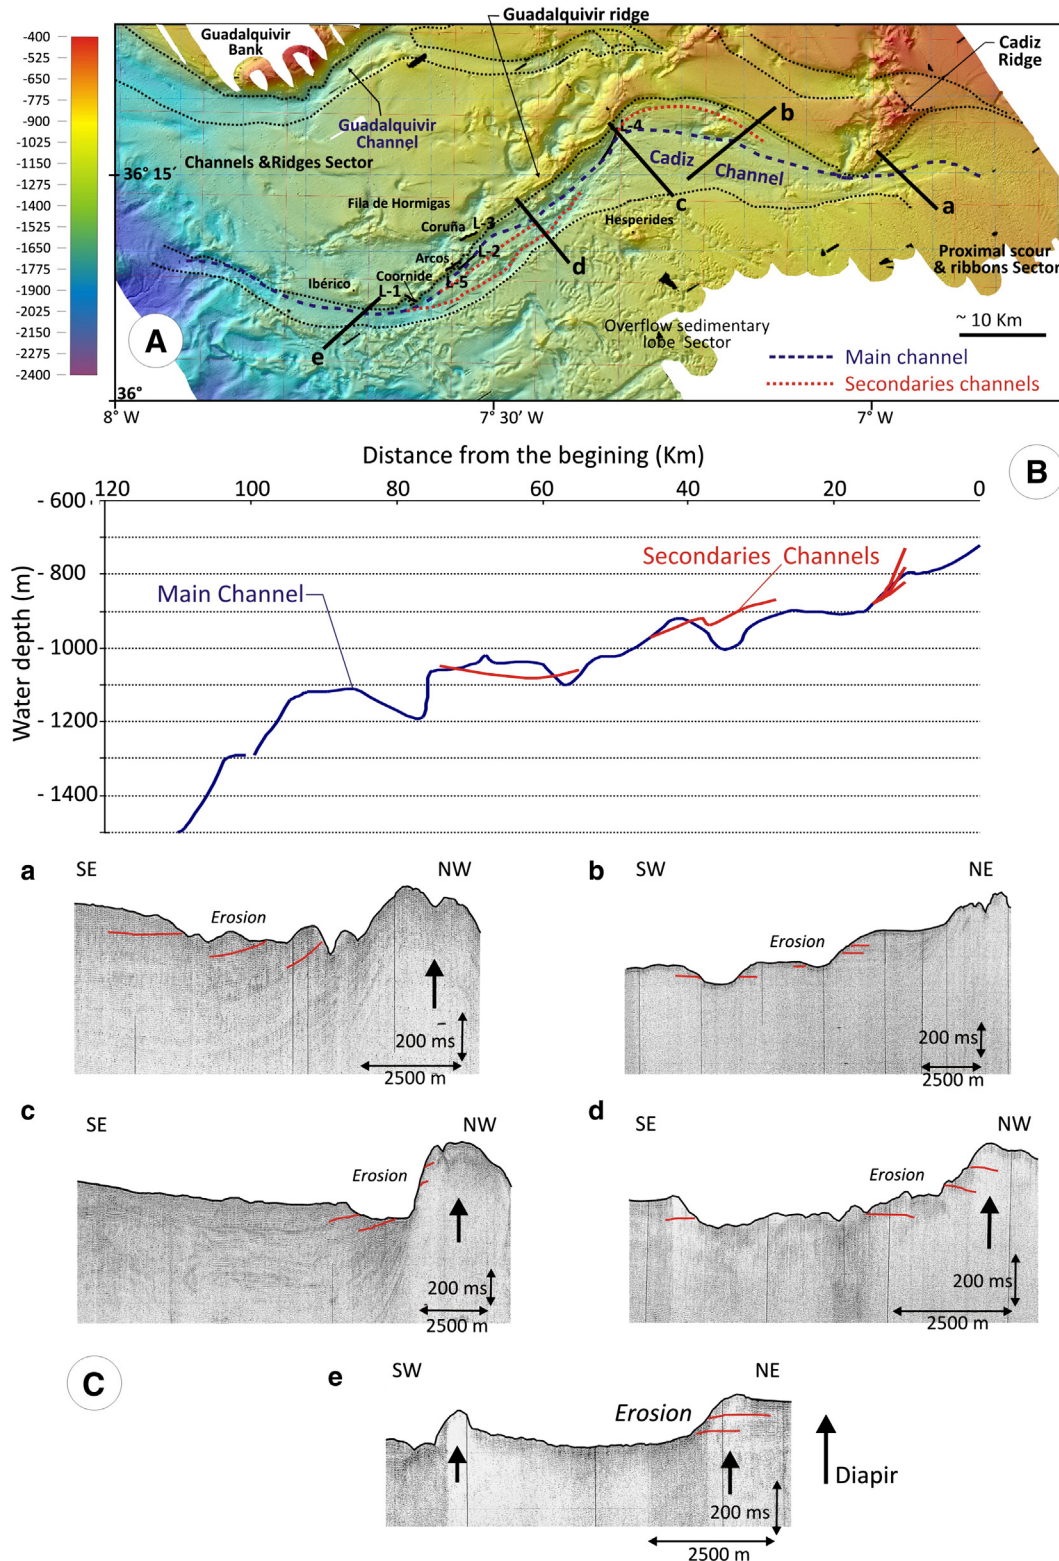 Guadalquivir ridge
-400
-525
-650
-775
-900
-1025
-1150
-1275
-1400
-1525
-1650
-1775
-1900
-2025
-2150
-2275
-2400
Guadalquivir
Bank
Cadiz
Ridge
Guadalquivir
Channel
Channels &Ridges Sector
36° 15´
L-4
b
Cadiz
Channel
Fila de Hormigas
Coruña
L-3
Hesperides
c
a
Arcos
L-2
d
Coornide
L-5
Ibérico
L-1
Proximal scour
& ribbons Sector
Overflow sedimentary
lobe Sector
~ 10 Km
A
e
Main channel
Secondaries channels
36°
8° W
7° 30’ W
7° W
Distance from the begining (Km)
B
120
100
80
60
40
20
0
- 600
- 800
- 1000
- 1200
- 1400
Water depth (m)
Main Channel
Secondaries Channels
a
SE
NW
Erosion
200 ms
2500 m
b
SW
NE
Erosion
200 ms
2500 m
c
SE
NW
Erosion
200 ms
2500 m
d
SE
NW
Erosion
200 ms
2500 m
C
e
SW
NE
Erosion
Diapir
200 ms
2500 m